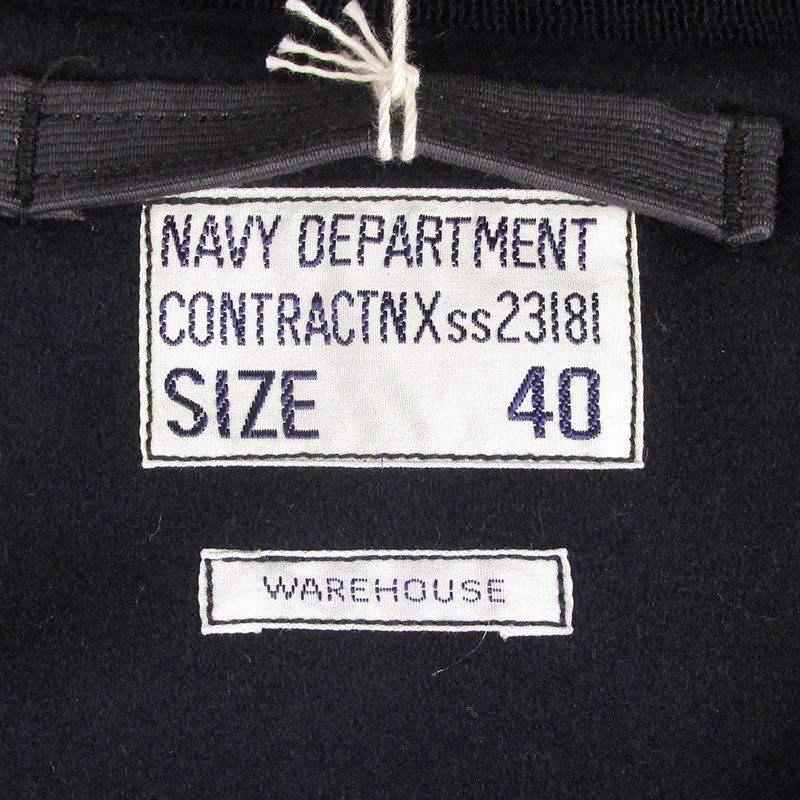 NAVY DEPARTMENT
CONTRACTNXss23181
SIZE 40
WAREHOUSE